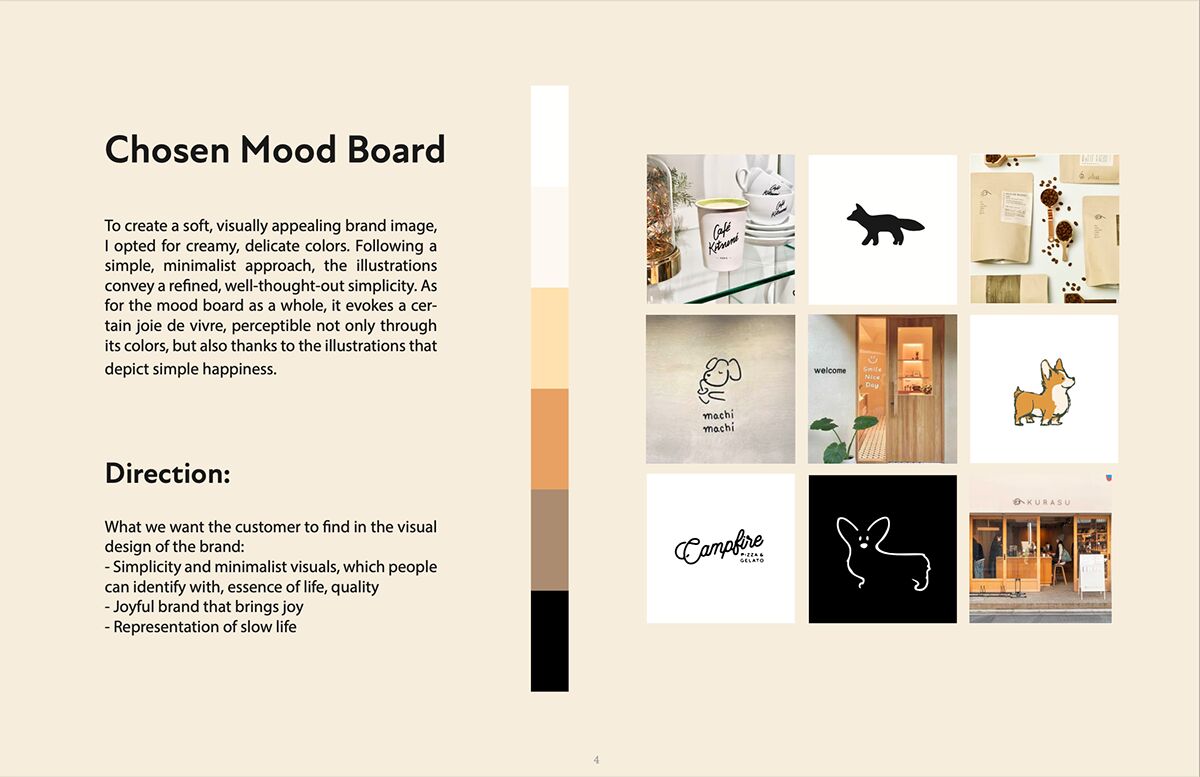 Chosen Mood Board
To create a soft, visually appealing brand image,
I opted for creamy, delicate colors. Following a
simple, minimalist approach, the illustrations
convey a refined, well-thought-out simplicity. As
for the mood board as a whole, it evokes a cer-
tain joie de vivre, perceptible not only through
its colors, but also thanks to the illustrations that
depict simple happiness.
Direction:
What we want the customer to find in the visual
design of the brand:
- Simplicity and minimalist visuals, which people
can identify with, essence of life, quality
- Joyful brand that brings joy
- Representation of slow life
Café
Kitsuné
PARIS
Café
Kitsuné
machi
machi
welcome
Smile
Nice
Day
Campfire
PIZZA &
GELATO
KURASU
4